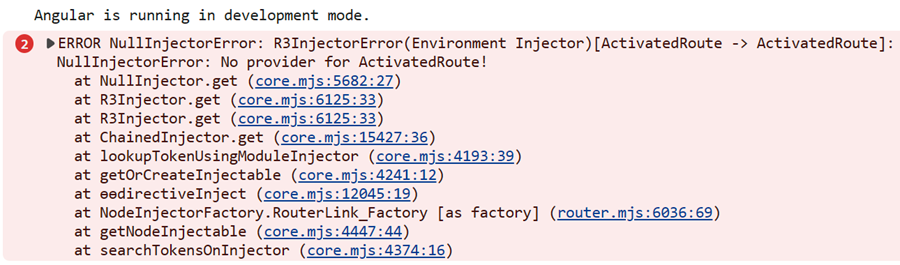 Angular is running in development mode.
2 ▶ERROR NullInjectorError: R3InjectorError(Environment Injector)[ActivatedRoute -> ActivatedRoute]:
NullInjectorError: No provider for ActivatedRoute!
at NullInjector.get (core.mjs:5682:27)
at R3Injector.get (core.mjs:6125:33)
at R3Injector.get (core.mjs:6125:33)
at ChainedInjector.get (core.mjs:15427:36)
at lookupTokenUsingModuleInjector (core.mjs:4193:39)
at getOrCreateInjectable (core.mjs:4241:12)
at ɵɵdirectiveInject (core.mjs:12045:19)
at NodeInjectorFactory.RouterLink_Factory [as factory] (router.mjs:6036:69)
at getNodeInjectable (core.mjs:4447:44)
at searchTokensOnInjector (core.mjs:4374:16)